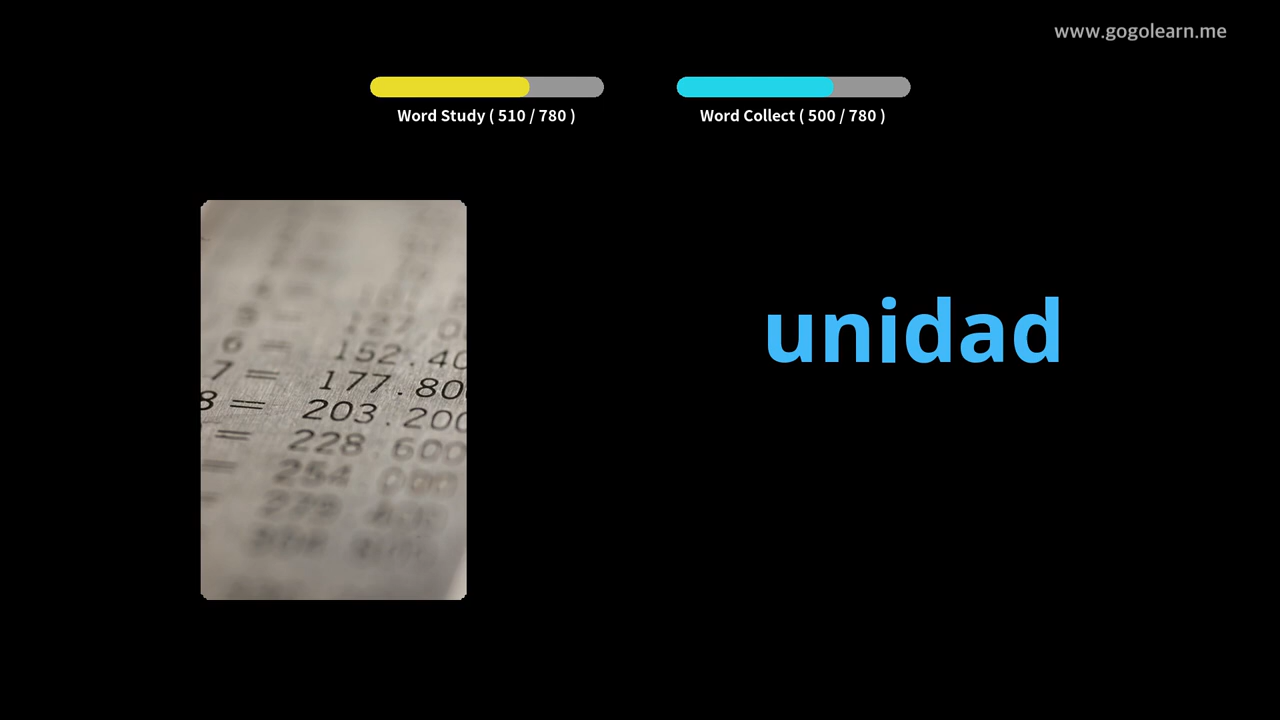 www.gogolearn.me
Word Study ( 510 / 780 )
Word Collect ( 500 / 780 )
unidad
6 = 152.40
7 = 177.80
8 = 203.200
= 228.600
= 254 000